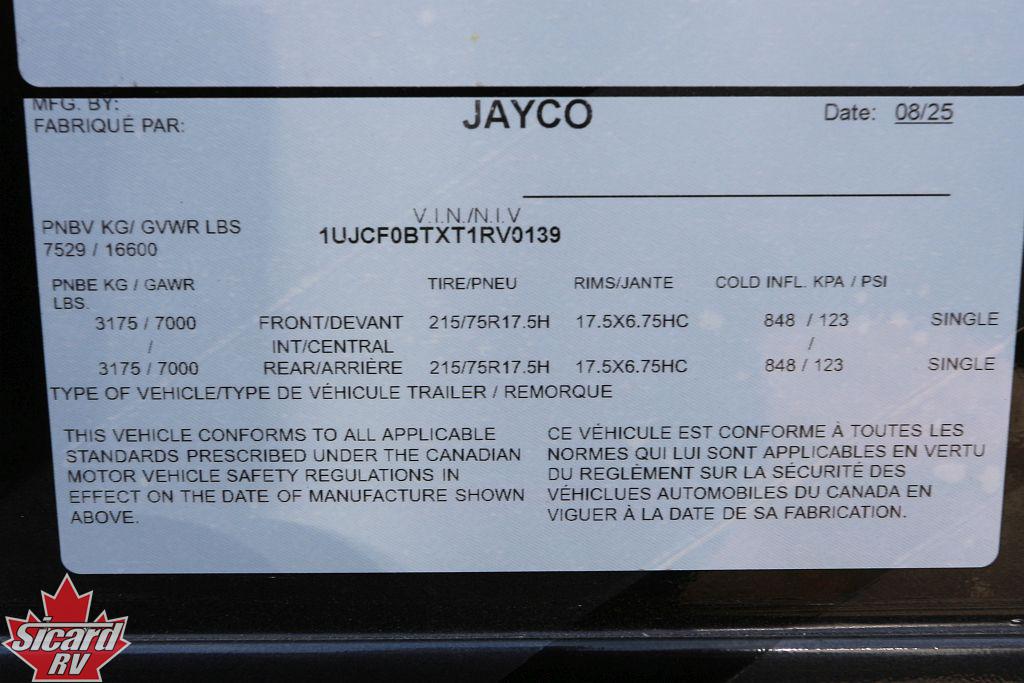 MFG. BY:
FABRIQUÉ PAR:
JAYCO
Date: 08/25
PNBV KG/ GVWR LBS
7529 / 16600
V.I.N./N.I.V
1UJCF0BTXT1RV0139
PNBE KG / GAWR LBS. TIRE/PNEU RIMS/JANTE COLD INFL. KPA / PSI
3175 / 7000 FRONT/DEVANT 215/75R17.5H 17.5X6.75HC 848 / 123 SINGLE
/ INT/CENTRAL /
3175 / 7000 REAR/ARRIÈRE 215/75R17.5H 17.5X6.75HC 848 / 123 SINGLE
TYPE OF VEHICLE/TYPE DE VÉHICULE TRAILER / REMORQUE
THIS VEHICLE CONFORMS TO ALL APPLICABLE
STANDARDS PRESCRIBED UNDER THE CANADIAN
MOTOR VEHICLE SAFETY REGULATIONS IN
EFFECT ON THE DATE OF MANUFACTURE SHOWN
ABOVE.
CE VÉHICULE EST CONFORME À TOUTES LES
NORMES QUI LUI SONT APPLICABLES EN VERTU
DU REGLÈMENT SUR LA SÉCURITÉ DES
VÉHICLUES AUTOMOBILES DU CANADA EN
VIGUER À LA DATE DE SA FABRICATION.
Sicard
RV